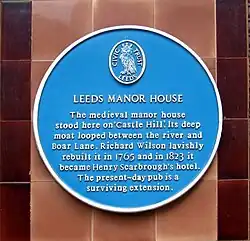 CIVIC TRUST
LEEDS
LEEDS MANOR HOUSE
The medieval manor house
stood here on 'Castle Hill'. Its deep
moat looped between the river and
Boar Lane. Richard Wilson lavishly
rebuilt it in 1765 and in 1823 it
became Henry Scarbrough's hotel.
The present-day pub is a
surviving extension.